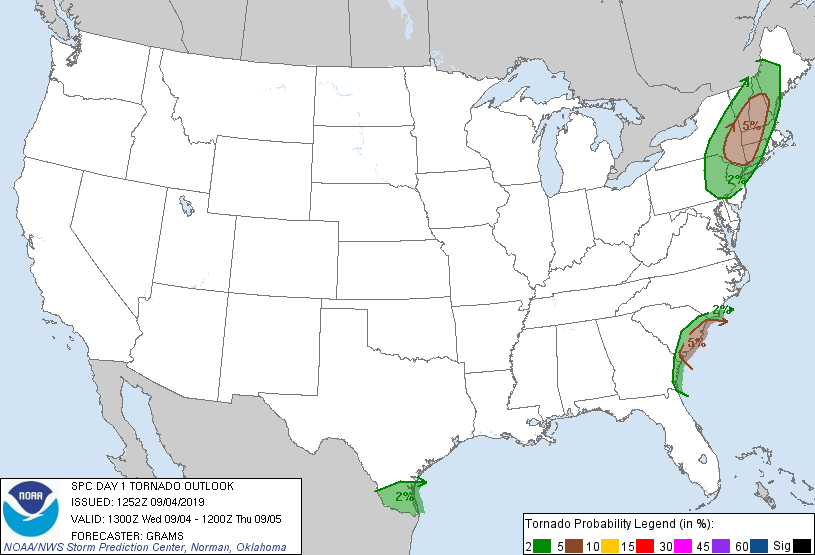 5%
2%
2%
5%
2%
NOAA
SPC DAY 1 TORNADO OUTLOOK
ISSUED: 1252Z 09/04/2019
VALID: 1300Z Wed 09/04 - 1200Z Thu 09/05
FORECASTER: GRAMS
NOAA/NWS Storm Prediction Center, Norman, Oklahoma
Tornado Probability Legend (in %):
2 5 10 15 30 45 60 Sig